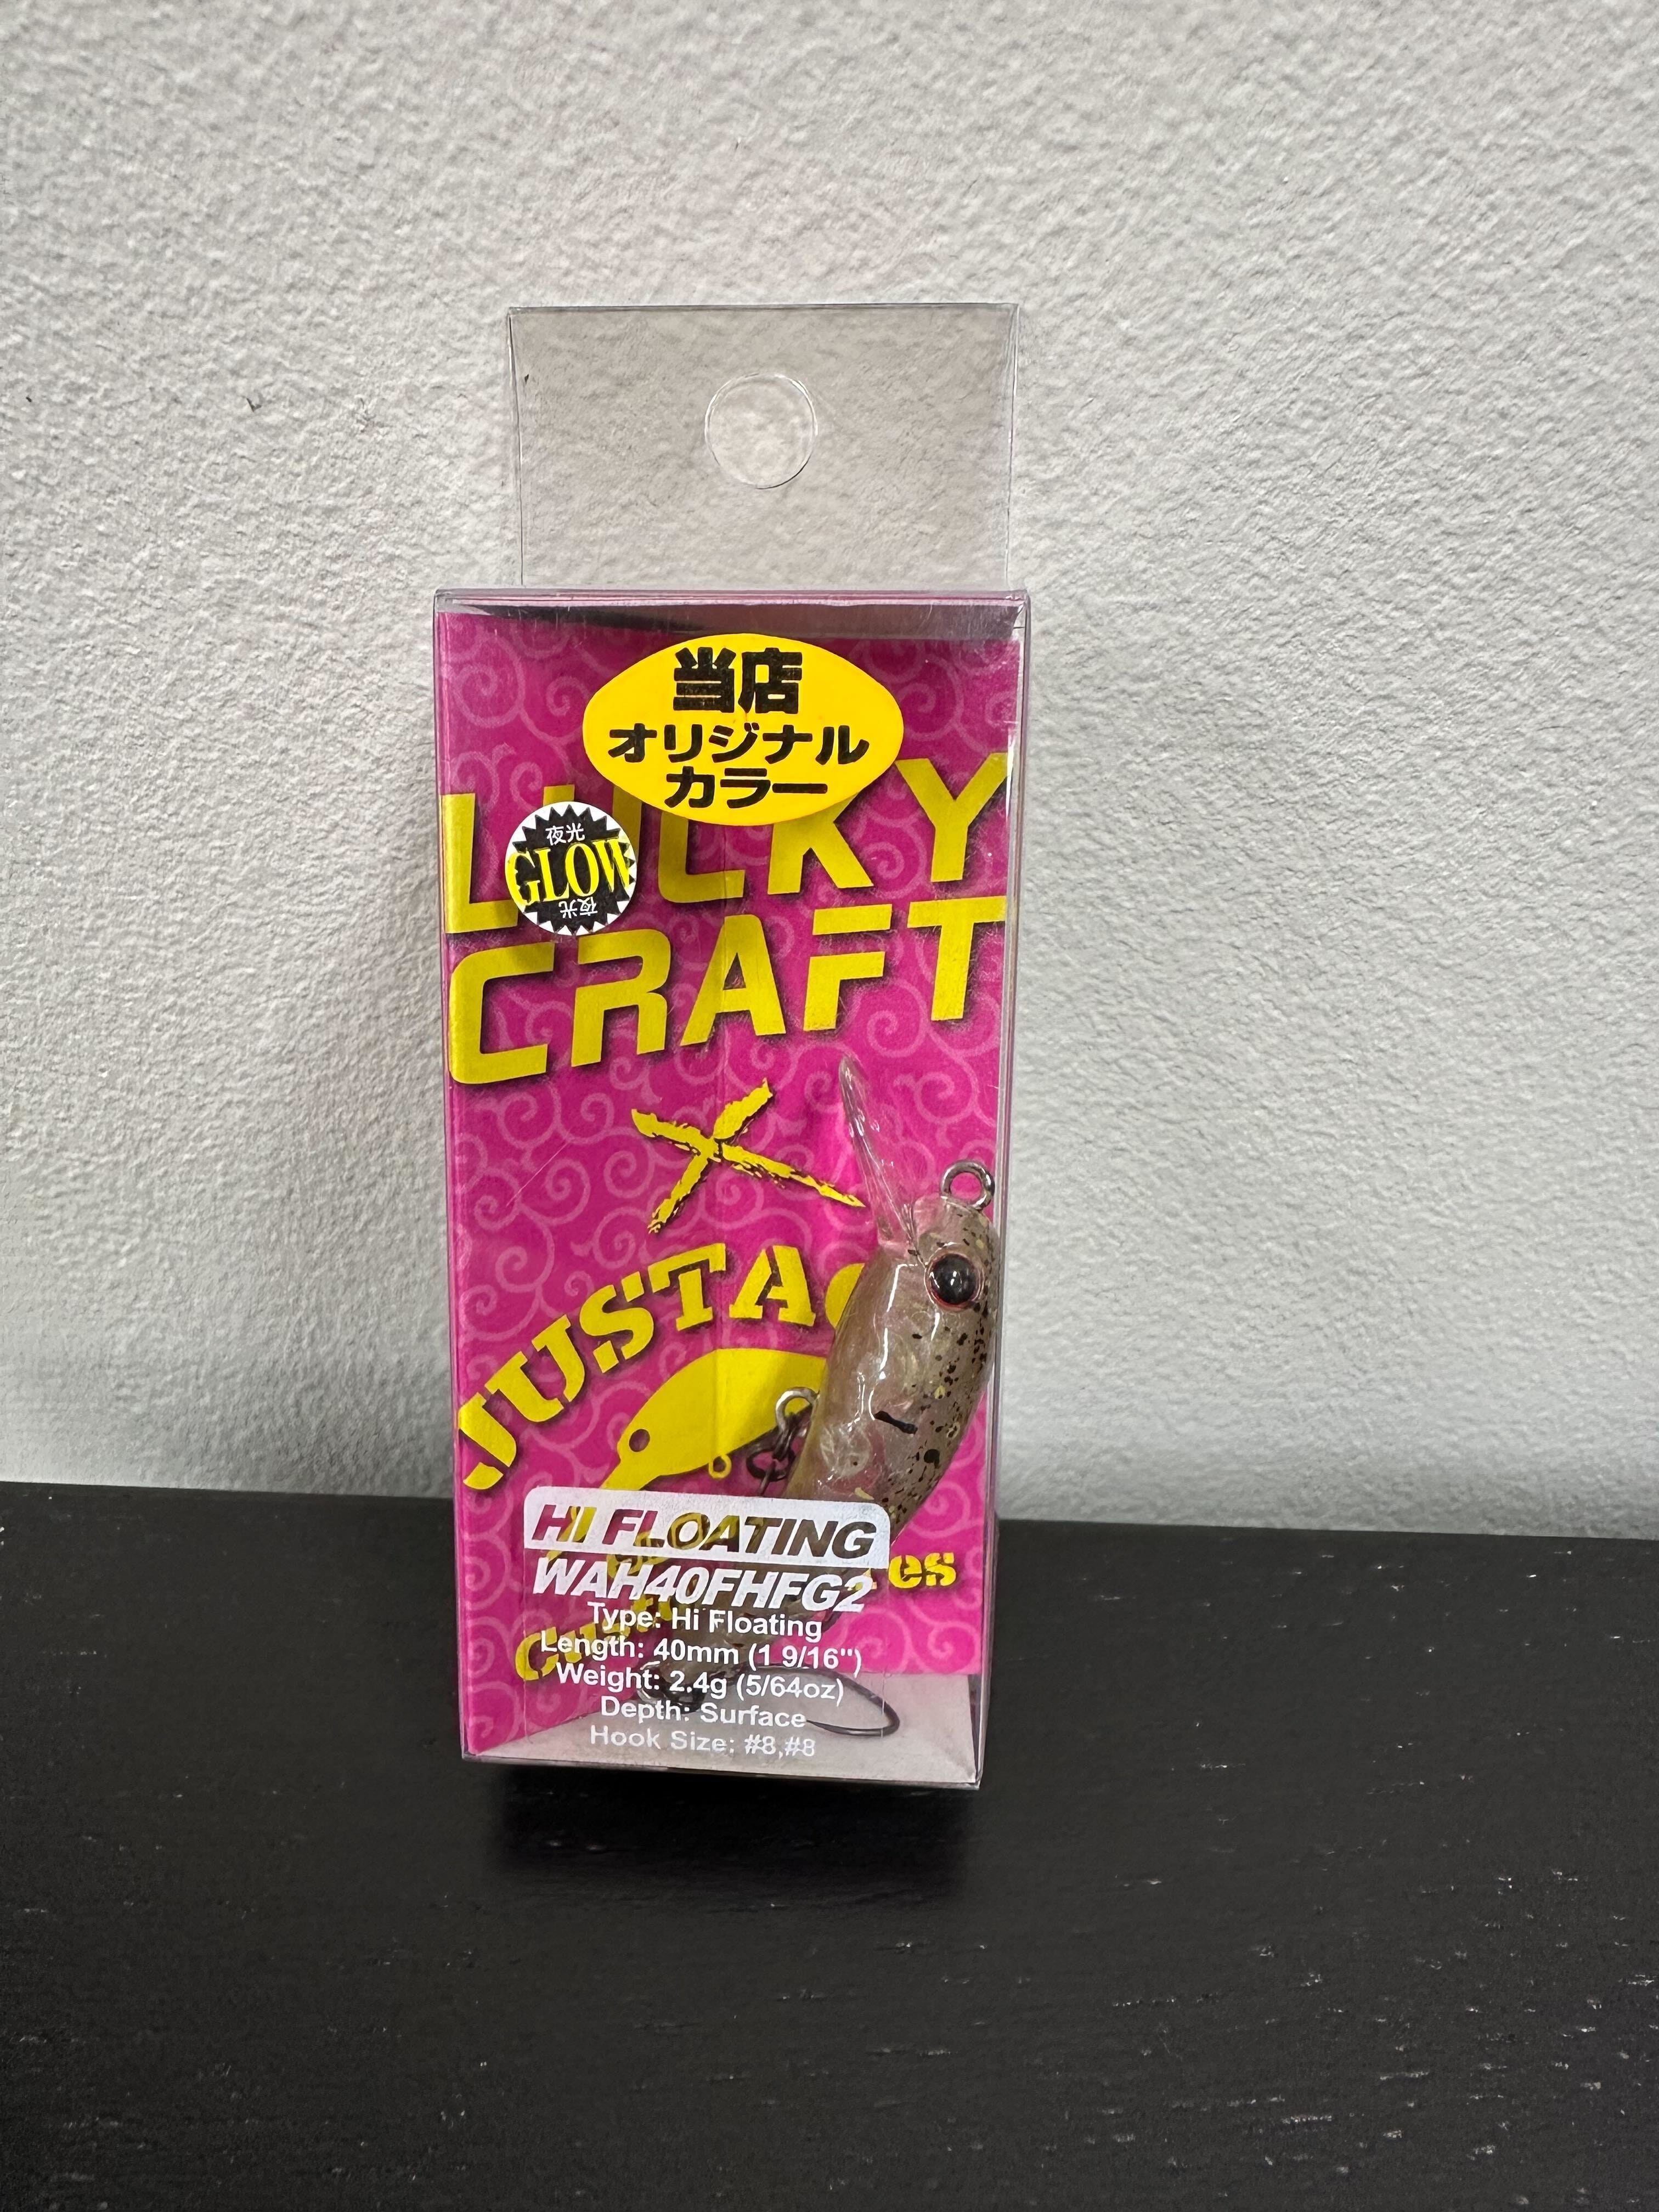 当店
オリジナル
カラー
LUCKY
夜光
GLOW
夜光
CRAFT
×
HI FLOATING
WAH40FHFG2
Type: Hi Floating
Length: 40mm (1 9/16")
Weight: 2.4g (5/64oz)
Depth: Surface
Hook Size: #8,#8